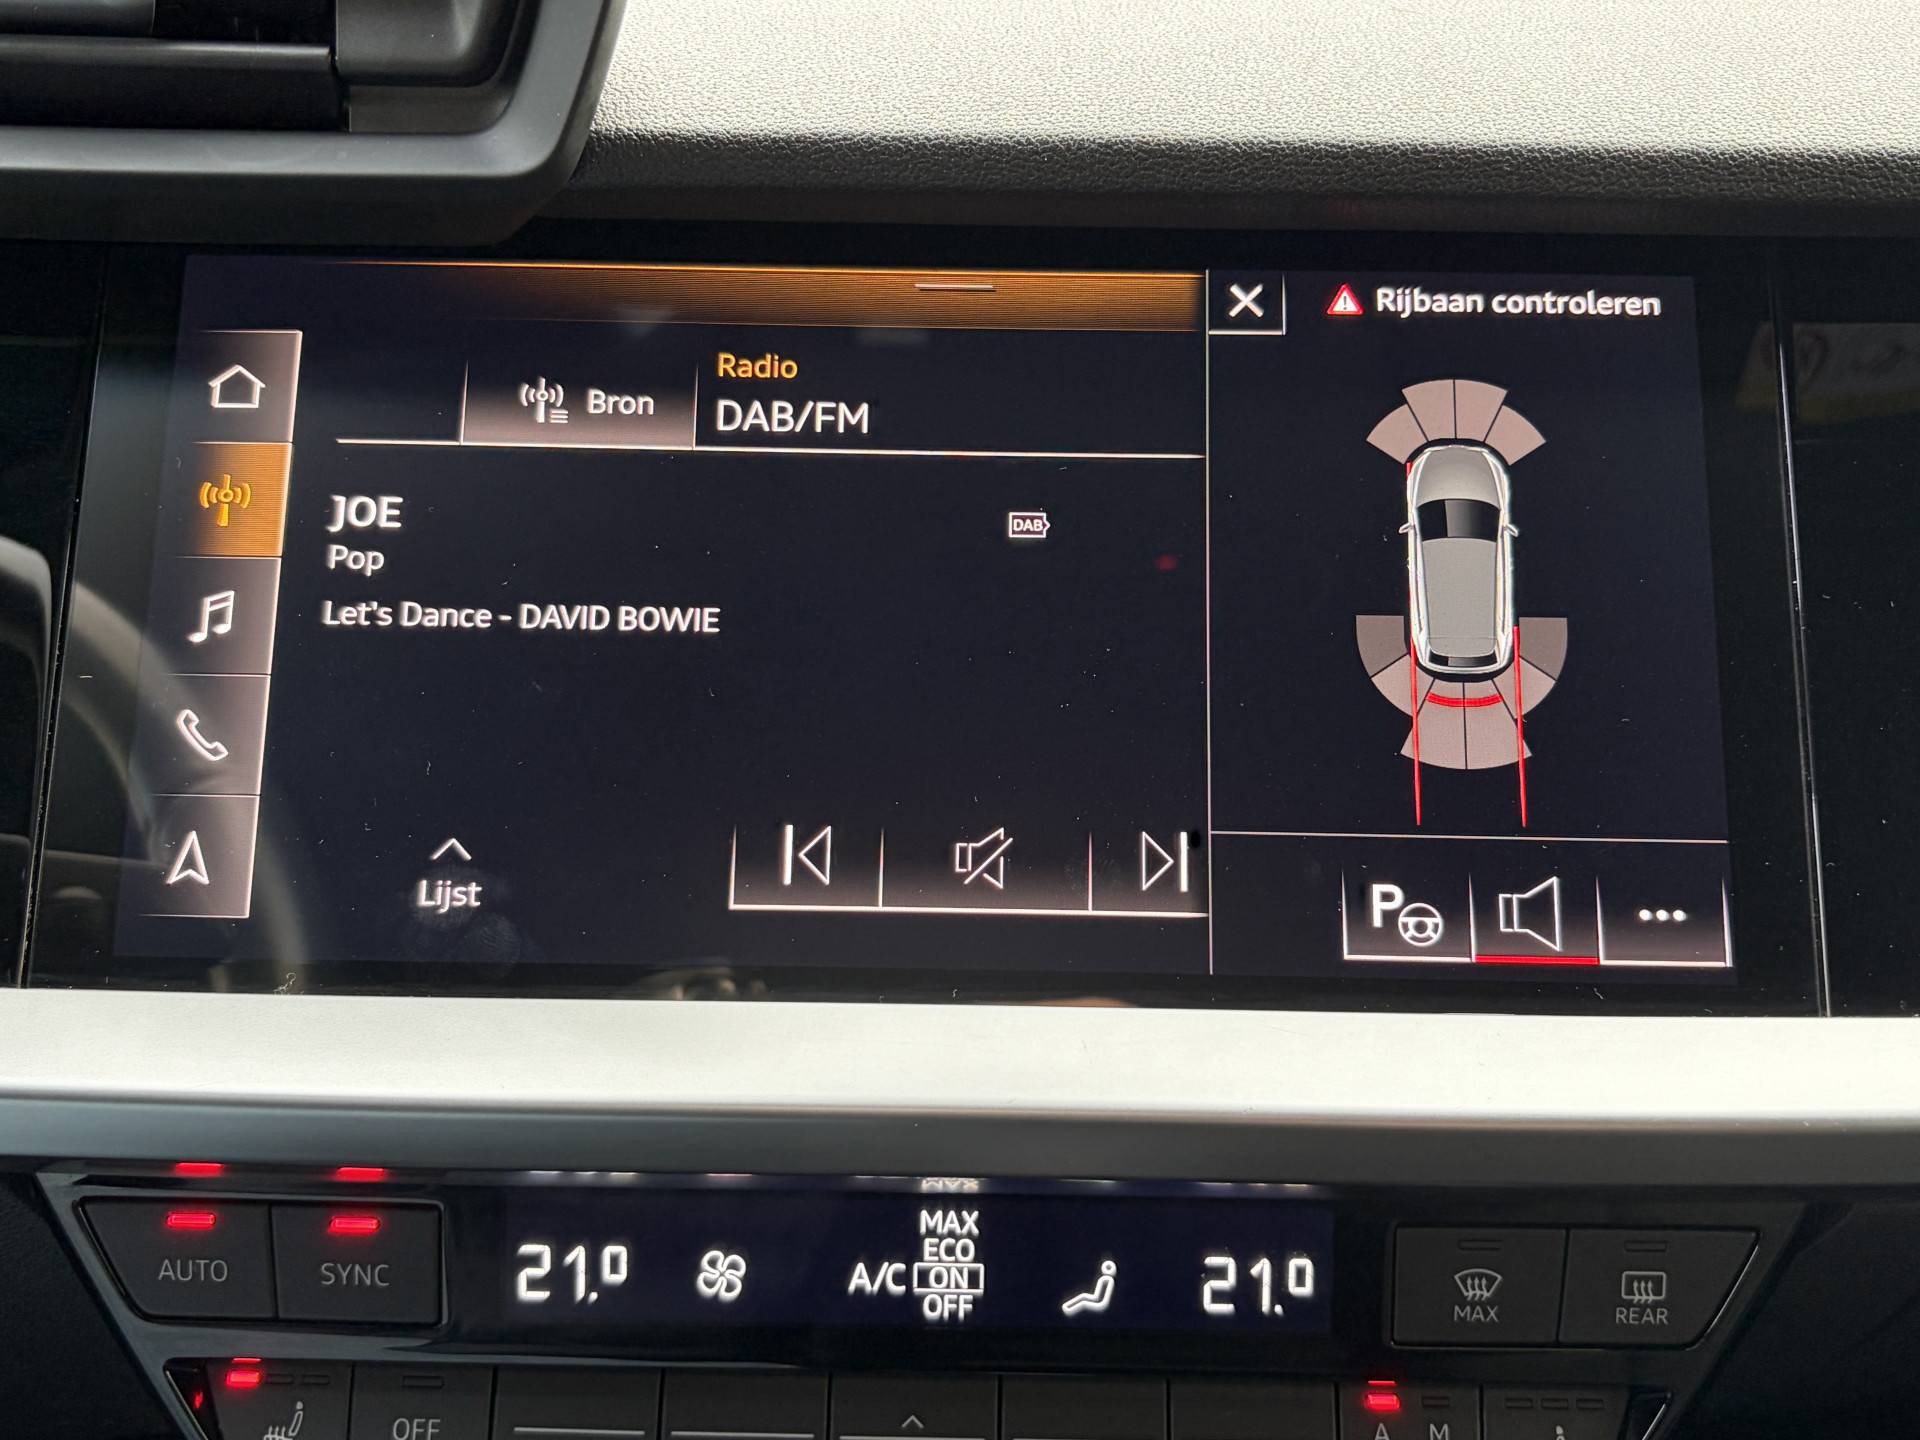 Rijbaan controleren
Bron
Radio
DAB/FM
JOE
DAB
Pop
Let's Dance - DAVID BOWIE
Lijst
P
AUTO
SYNC
21.0
A/C
MAX
ECO
ON
OFF
21.0
MAX
REAR
OFF
A
M